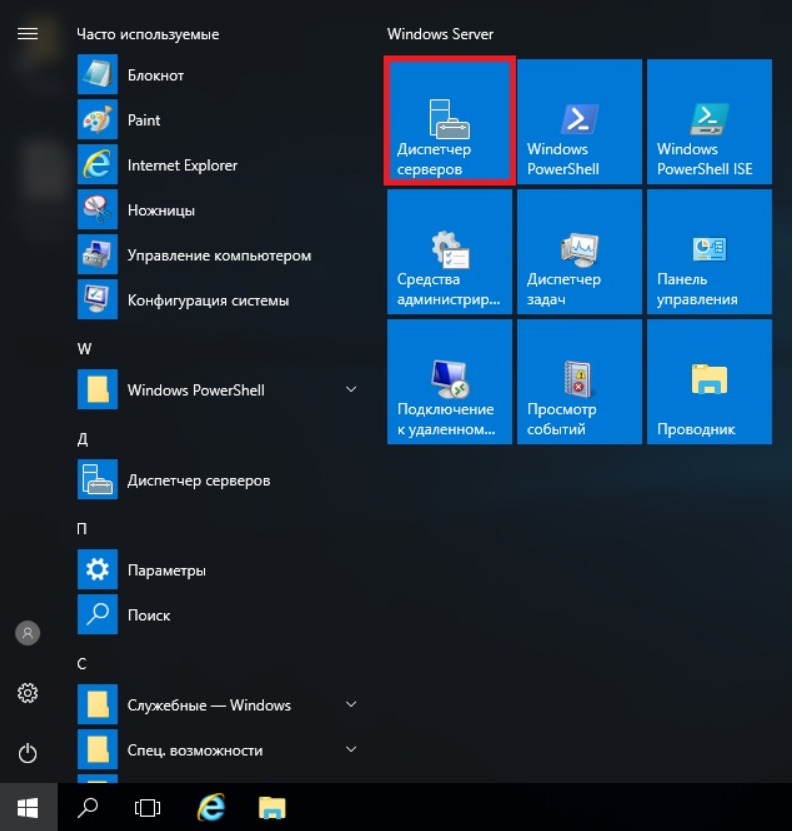 Часто используемые
Блокнот
Paint
Internet Explorer
Ножницы
Управление компьютером
Конфигурация системы
W
Windows PowerShell
Д
Диспетчер серверов
П
Параметры
Поиск
С
Служебные — Windows
Спец. возможности
Windows Server
Диспетчер
серверов
Windows
PowerShell
Windows
PowerShell ISE
Средства
администрир...
Диспетчер
задач
Панель
управления
Подключение
к удаленном...
Просмотр
событий
Проводник